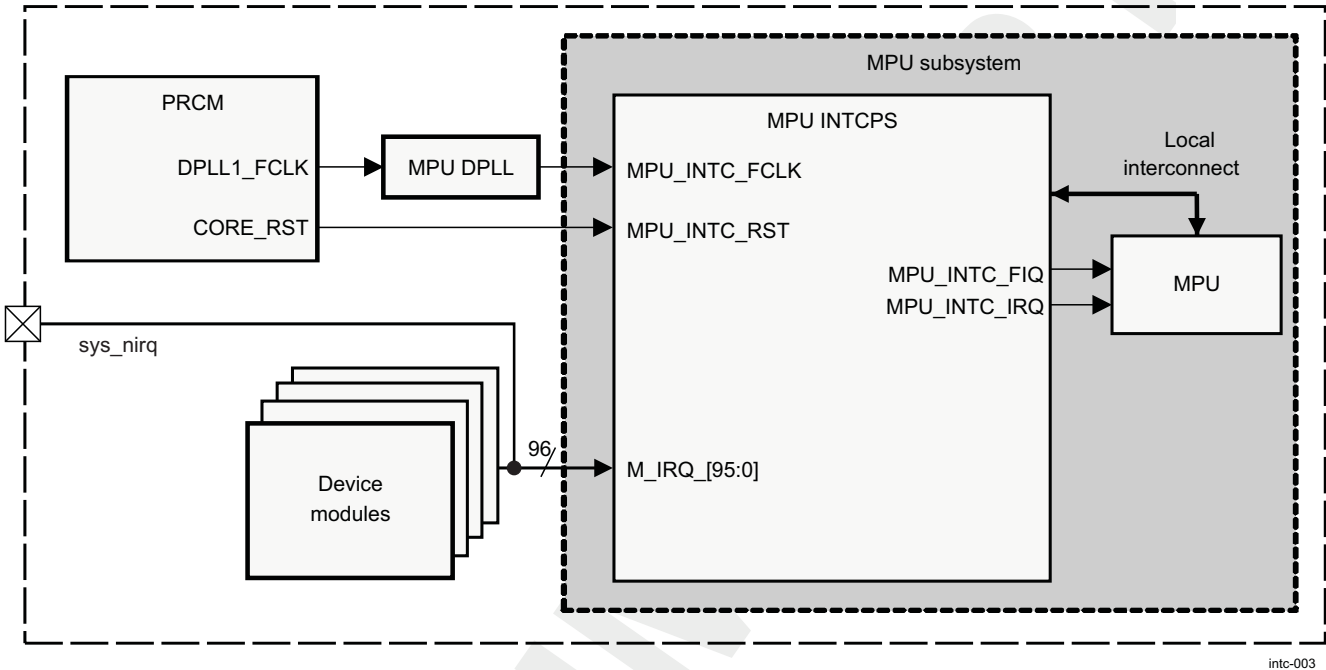 MPU subsystem
PRCM
MPU INTCPS
Local
interconnect
DPLL1_FCLK
MPU DPLL
MPU_INTC_FCLK
CORE_RST
MPU_INTC_RST
MPU_INTC_FIQ
MPU
MPU_INTC_IRQ
sys_nirq
96
M_IRQ_[95:0]
Device
modules
intc-003